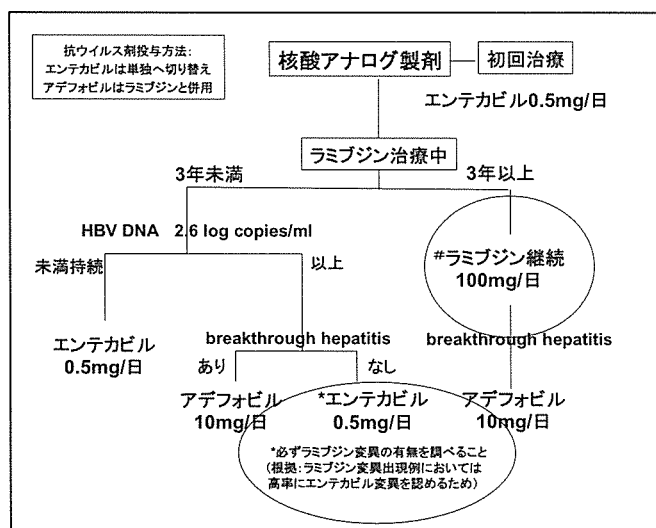 抗ウイルス剤投与方法:
エンテカビルは単独へ切り替え
アデフォビルはラミブジンと併用
核酸アナログ製剤
初回治療
エンテカビル0.5mg/日
ラミブジン治療中
3年未満
3年以上
HBV DNA 2.6 log copies/ml
未満持続
以上
#ラミブジン継続
100mg/日
エンテカビル
0.5mg/日
breakthrough hepatitis
breakthrough hepatitis
あり
なし
アデフォビル
10mg/日
*エンテカビル
0.5mg/日
アデフォビル
10mg/日
*必ずラミブジン変異の有無を調べること
(根拠:ラミブジン変異出現例においては
高率にエンテカビル変異を認めるため)